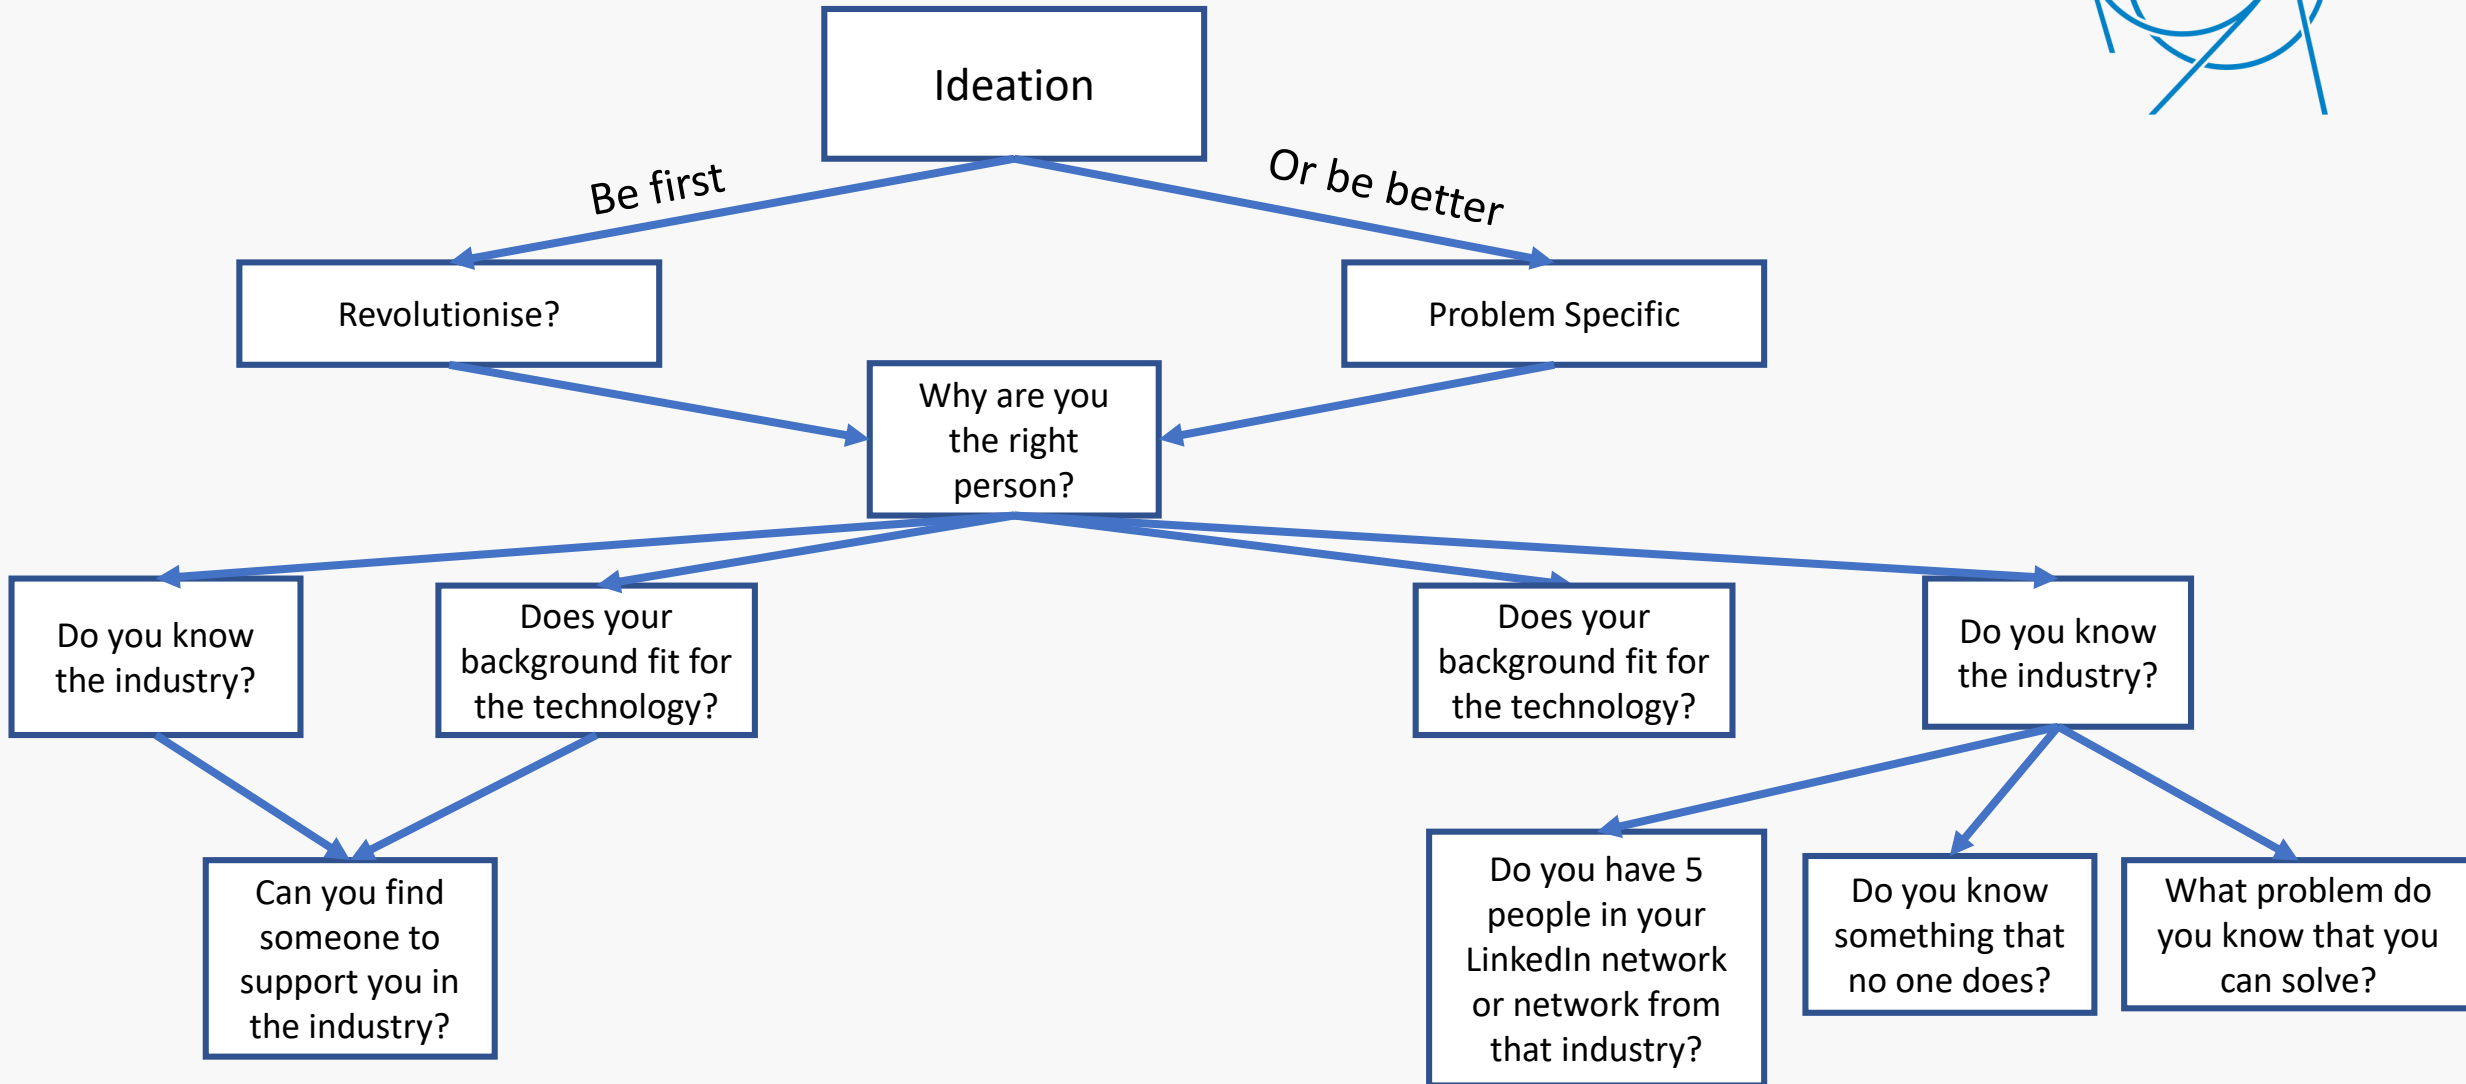 Ideation
Be first
Or be better
Revolutionise?
Problem Specific
Why are you
the right
person?
Do you know
the industry?
Does your
background fit for
the technology?
Does your
background fit for
the technology?
Do you know
the industry?
Can you find
someone to
support you in
the industry?
Do you have 5
people in your
LinkedIn network
or network from
that industry?
Do you know
something that
no one does?
What problem do
you know that you
can solve?